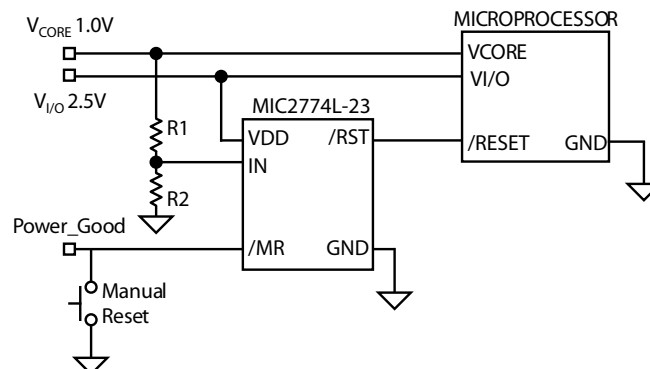 MICROPROCESSOR
VCORE 1.0V
VCORE
VI/O
VI/O 2.5V
MIC2774L-23
R1
VDD
/RST
/RESET
GND
IN
R2
Power_Good
/MR
GND
Manual
Reset